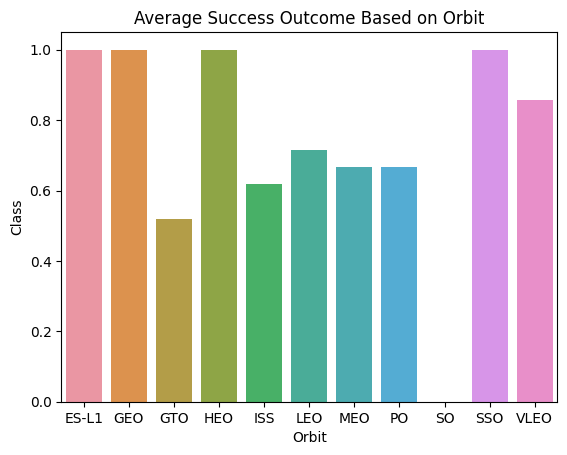 Average Success Outcome Based on Orbit
1.0
0.8
0.6
0.4
0.2
0.0
Class
ES-L1 GEO GTO HEO ISS LEO MEO PO SO SSO VLEO
Orbit